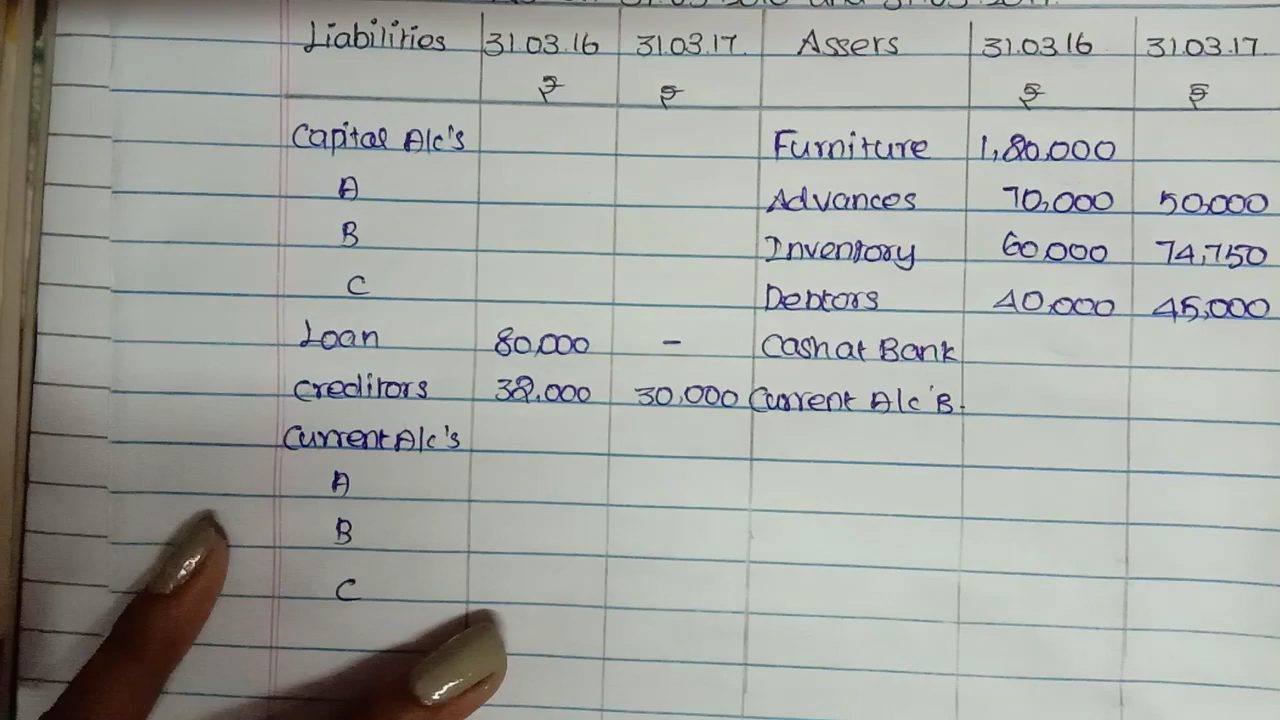 Liabilities 31.03.16 31.03.17. Assets 31.03.16 31.03.17.
₹ ₹ ₹ ₹
Capital A/c's Furniture 1,80,000
A Advances 70,000 50,000
B Inventory 60,000 74,750
C Debtors 40,000 45,000
Loan 80,000 - Cash at Bank
Creditors 38,000 30,000 Current A/c B.
Current A/c's
A
B
C